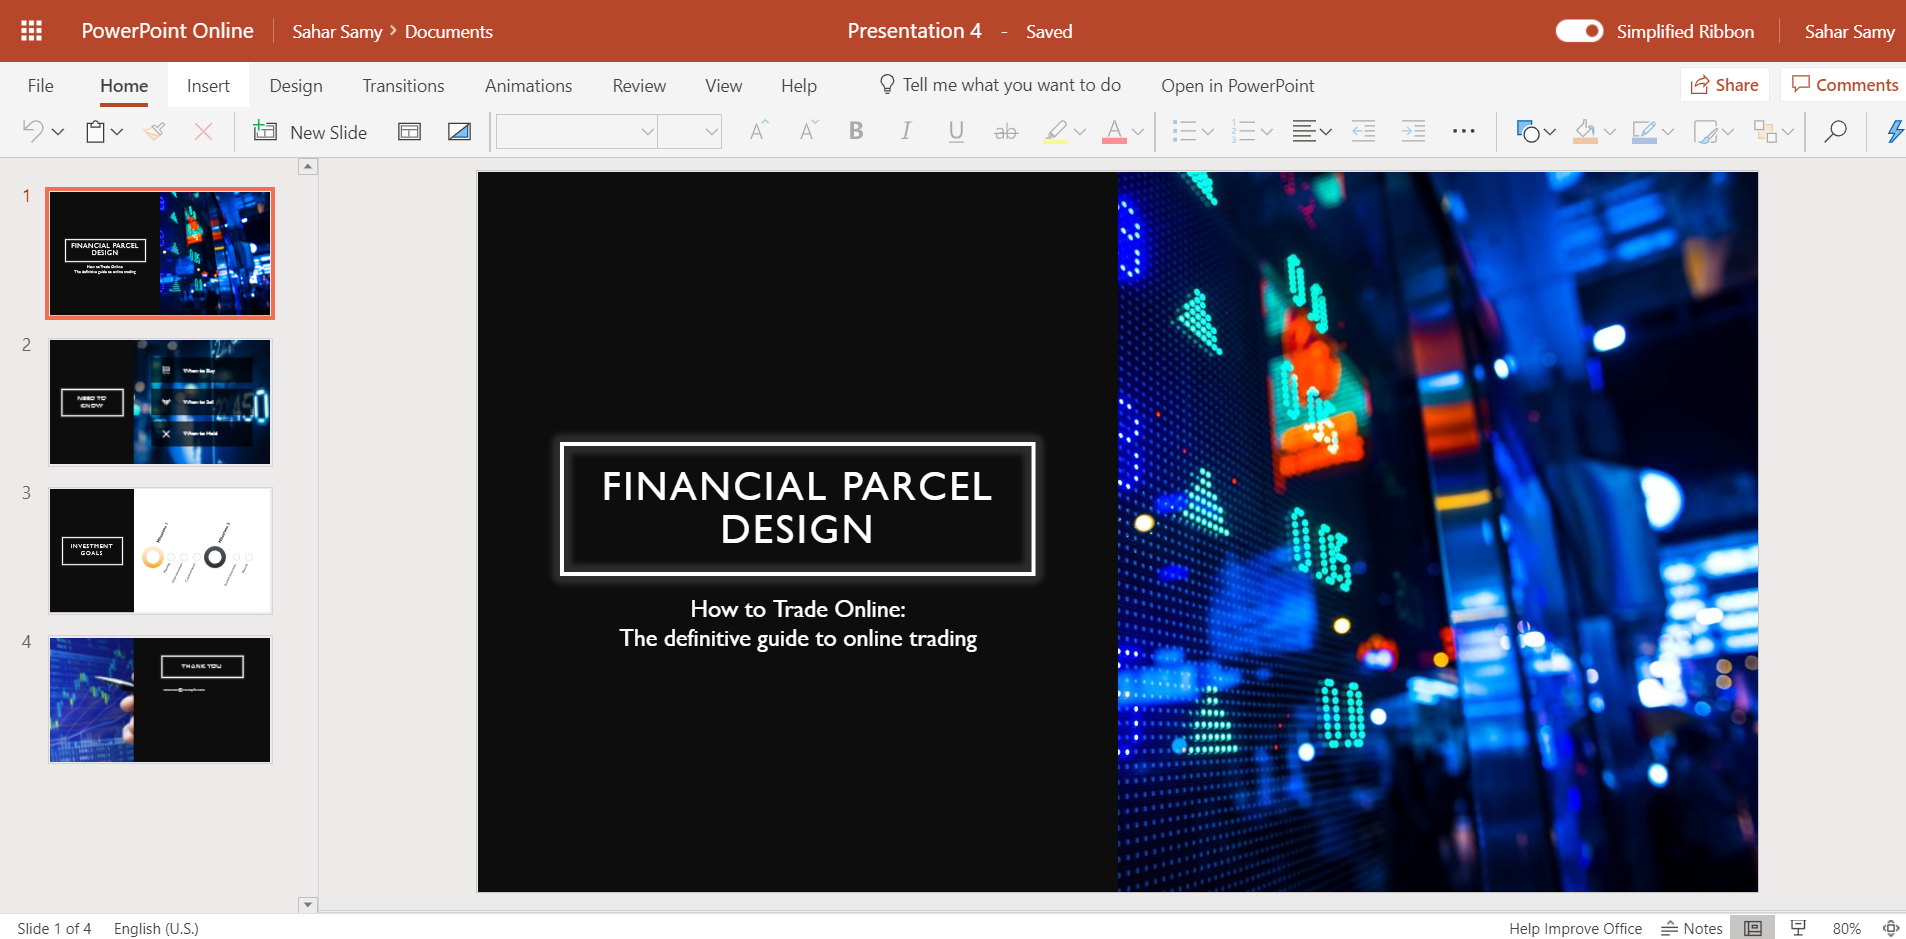 PowerPoint Online
Sahar Samy > Documents
Presentation 4 - Saved
Simplified Ribbon
Sahar Samy
File Home Insert Design Transitions Animations Review View Help Tell me what you want to do Open in PowerPoint Share Comments
New Slide
A A B I U ab A
1
FINANCIAL PARCEL
DESIGN
How to Trade Online:
The definitive guide to online trading
2
NEED TO
KNOW
When to Buy
When to Sell
When to Hold
3
INVESTMENT
GOALS
4
THANK YOU
FINANCIAL PARCEL
DESIGN
How to Trade Online:
The definitive guide to online trading
Slide 1 of 4 English (U.S.) Help Improve Office Notes 80%